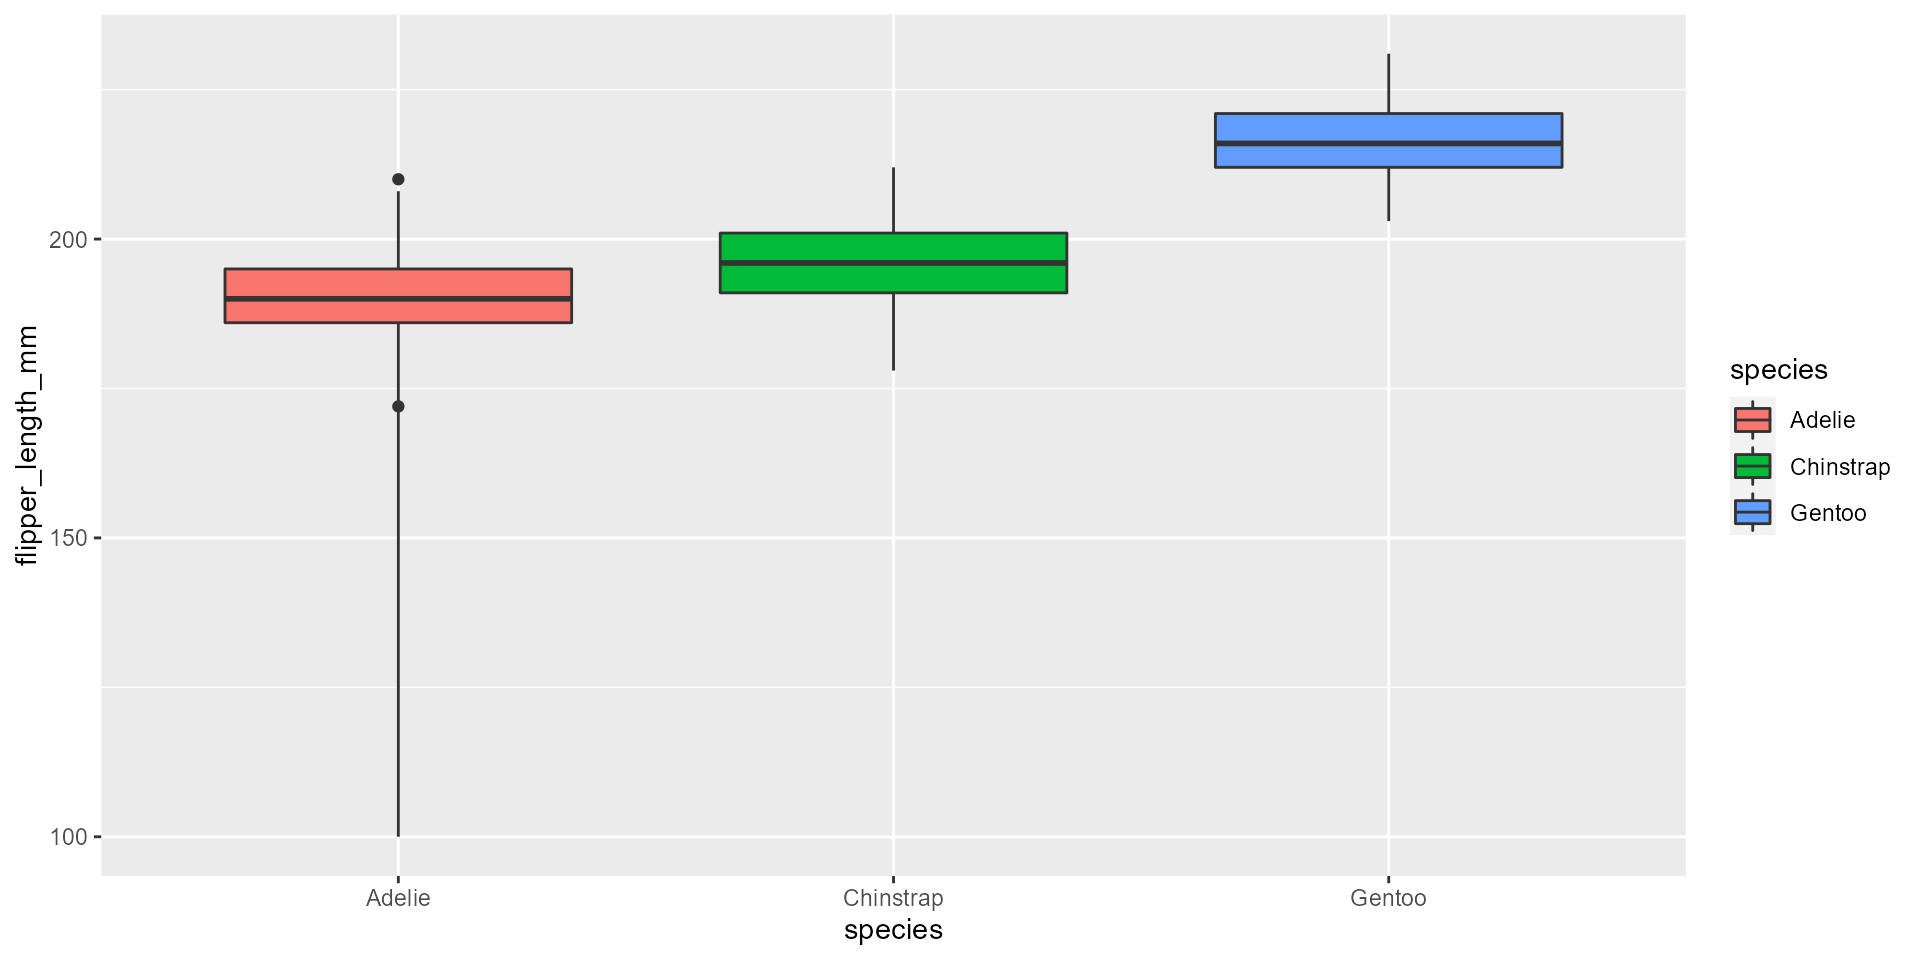 flipper_length_mm
200
150
100
Adelie
Chinstrap
Gentoo
species
species
Adelie
Chinstrap
Gentoo